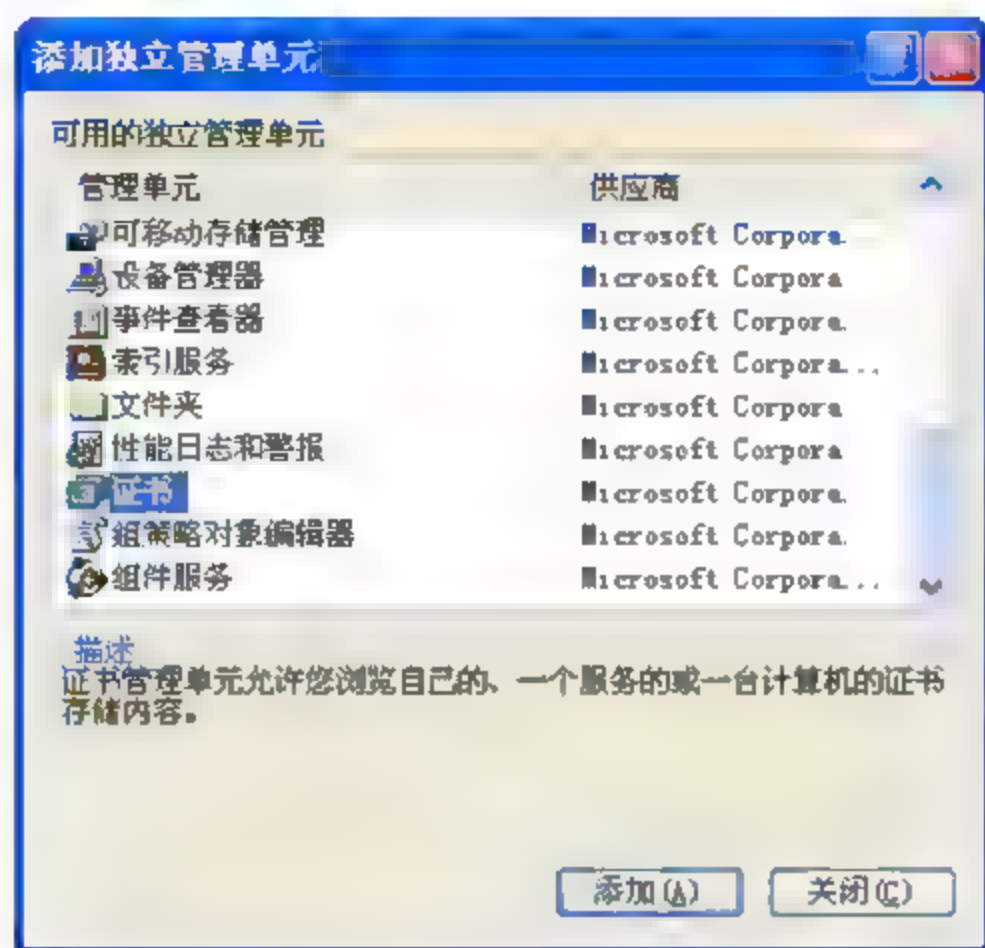 添加独立管理单元
可用的独立管理单元
管理单元 供应商
可移动存储管理 Microsoft Corpora.
设备管理器 Microsoft Corpora
事件查看器 Microsoft Corpora.
索引服务 Microsoft Corpora...
文件夹 Microsoft Corpora
性能日志和警报 Microsoft Corpora
证书 Microsoft Corpora.
组策略对象编辑器 Microsoft Corpora.
组件服务 Microsoft Corpora...
描述
证书管理单元允许您浏览自己的、一个服务的或一台计算机的证书
存储内容。
添加(A) 关闭(C)